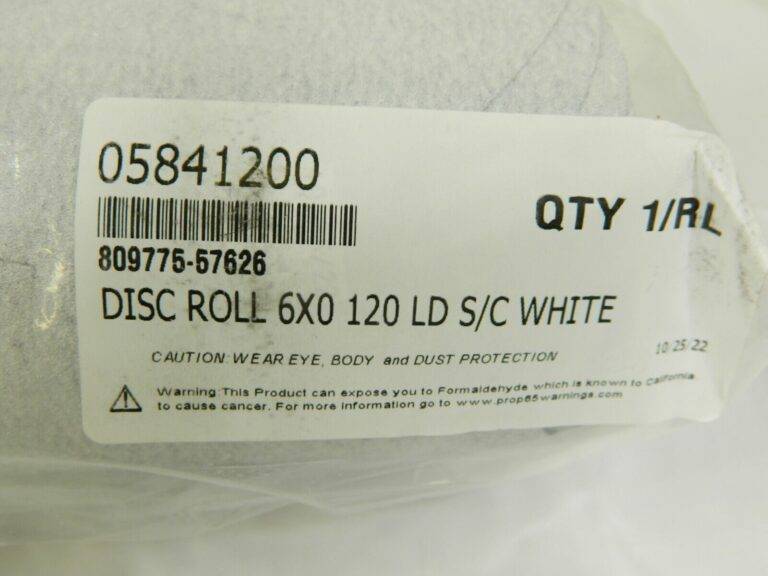 05841200
QTY 1/RL
809775-57626
DISC ROLL 6X0 120 LD S/C WHITE
CAUTION: WEAR EYE, BODY and DUST PROTECTION
10/25/22
Warning: This Product can expose you to Formaldehyde which is known to California
to cause cancer. For more information go to www.prop65warnings.com